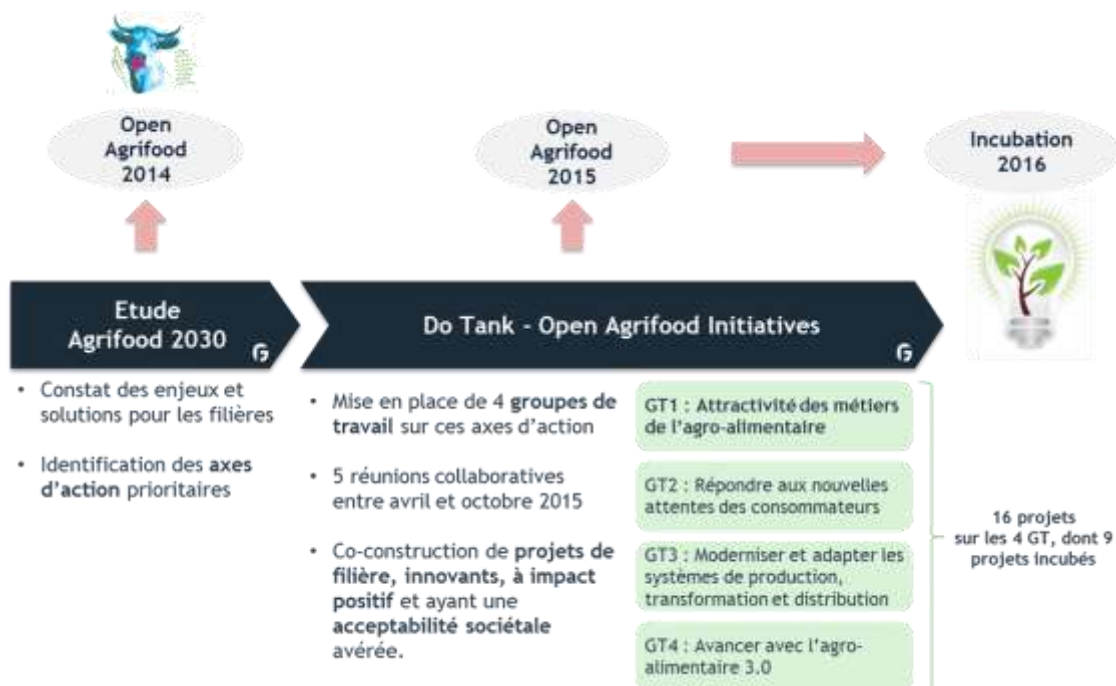 Open
Agrifood
2014
Open
Agrifood
2015
Incubation
2016
Etude
Agrifood 2030
Do Tank - Open Agrifood Initiatives
• Constat des enjeux et
solutions pour les filières
• Identification des axes
d'action prioritaires
• Mise en place de 4 groupes de
travail sur ces axes d'action
• 5 réunions collaboratives
entre avril et octobre 2015
• Co-construction de projets de
filière, innovants, à impact
positif et ayant une
acceptabilité sociétale
avérée.
GT1 : Attractivité des métiers
de l'agro-alimentaire
GT2 : Répondre aux nouvelles
attentes des consommateurs
GT3 : Moderniser et adapter les
systèmes de production,
transformation et distribution
GT4 : Avancer avec l'agro-
alimentaire 3.0
16 projets
sur les 4 GT, dont 9
projets incubés